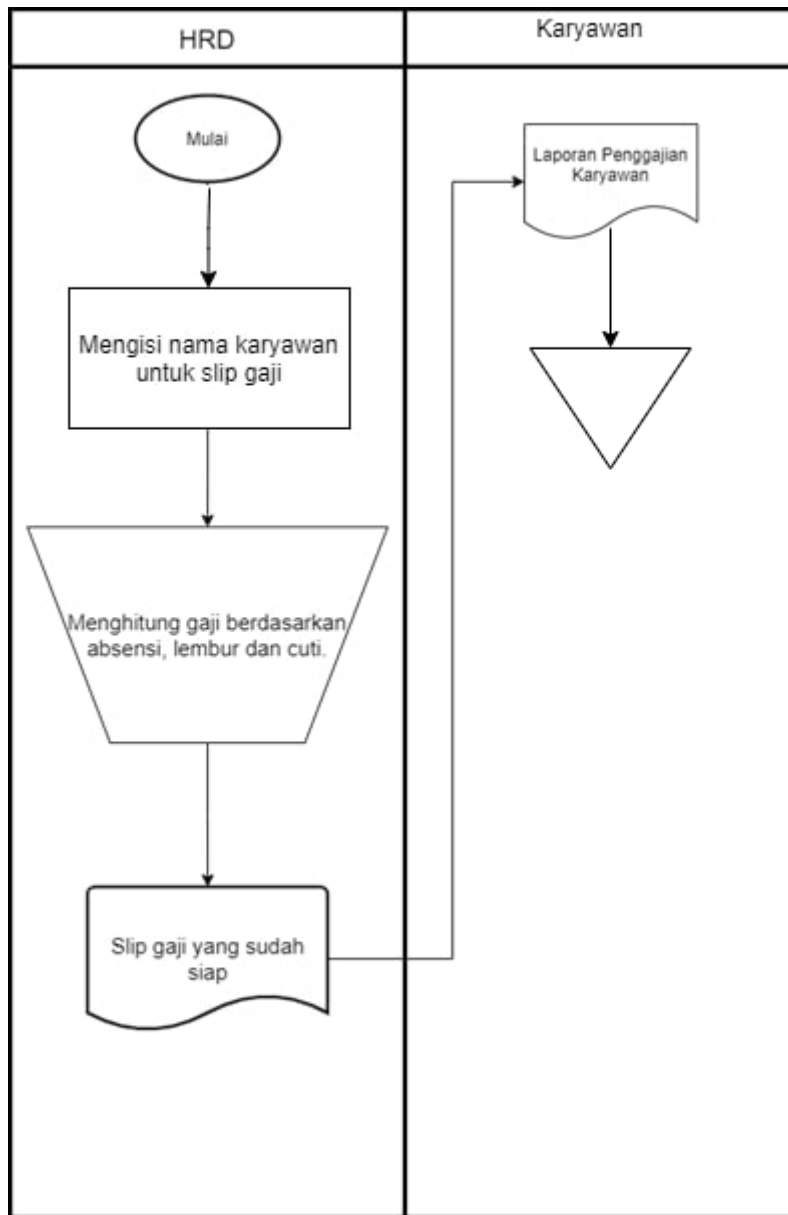 HRD
Karyawan
Mulai
Mengisi nama karyawan
untuk slip gaji
Menghitung gaji berdasarkan
absensi, lembur dan cuti.
Slip gaji yang sudah
siap
Laporan Penggajian
Karyawan